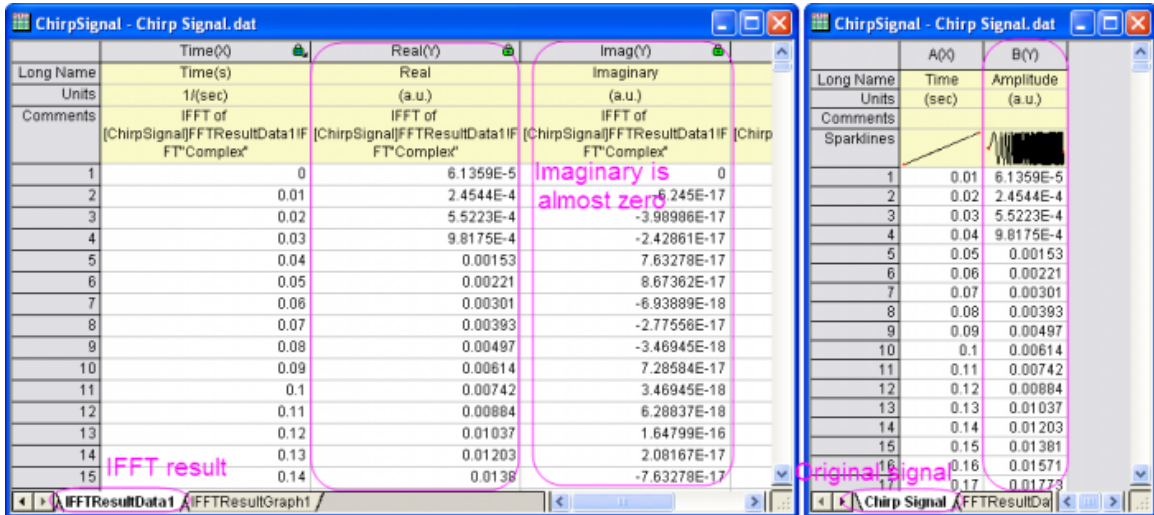 ChirpSignal - Chirp Signal.dat
Time(X) Real(Y) Imag(Y)
Long Name Time(s) Real Imaginary
Units 1/(sec) (a.u.) (a.u.)
Comments IFFT of IFFT of IFFT of
[ChirpSignal]FFTResultData1!F [ChirpSignal]FFTResultData1!F [ChirpSignal]FFTResultData1!F [Chirp
FT"Complex" FT"Complex" FT"Complex"
1 0 6.1359E-5 0
2 0.01 2.4544E-4 -6.245E-17
3 0.02 5.5223E-4 -3.98986E-17
4 0.03 9.8175E-4 -2.42861E-17
5 0.04 0.00153 7.63278E-17
6 0.05 0.00221 8.67362E-17
7 0.06 0.00301 -6.93889E-18
8 0.07 0.00393 -2.77556E-17
9 0.08 0.00497 -3.46945E-18
10 0.09 0.00614 7.28584E-17
11 0.1 0.00742 3.46945E-18
12 0.11 0.00884 6.28837E-18
13 0.12 0.01037 1.64799E-16
14 0.13 0.01203 2.08167E-17
15 0.14 0.0138 -7.63278E-17
Imaginary is
almost zero
IFFT result
IFFTResultData1 IFFTResultGraph1
ChirpSignal - Chirp Signal.dat
A(X) B(Y)
Long Name Time Amplitude
Units (sec) (a.u.)
Comments
Sparklines
1 0.01 6.1359E-5
2 0.02 2.4544E-4
3 0.03 5.5223E-4
4 0.04 9.8175E-4
5 0.05 0.00153
6 0.06 0.00221
7 0.07 0.00301
8 0.08 0.00393
9 0.09 0.00497
10 0.1 0.00614
11 0.11 0.00742
12 0.12 0.00884
13 0.13 0.01037
14 0.14 0.01203
15 0.15 0.01381
16 0.16 0.01571
17 0.17 0.01773
Original signal
Chirp Signal FFTResultDa